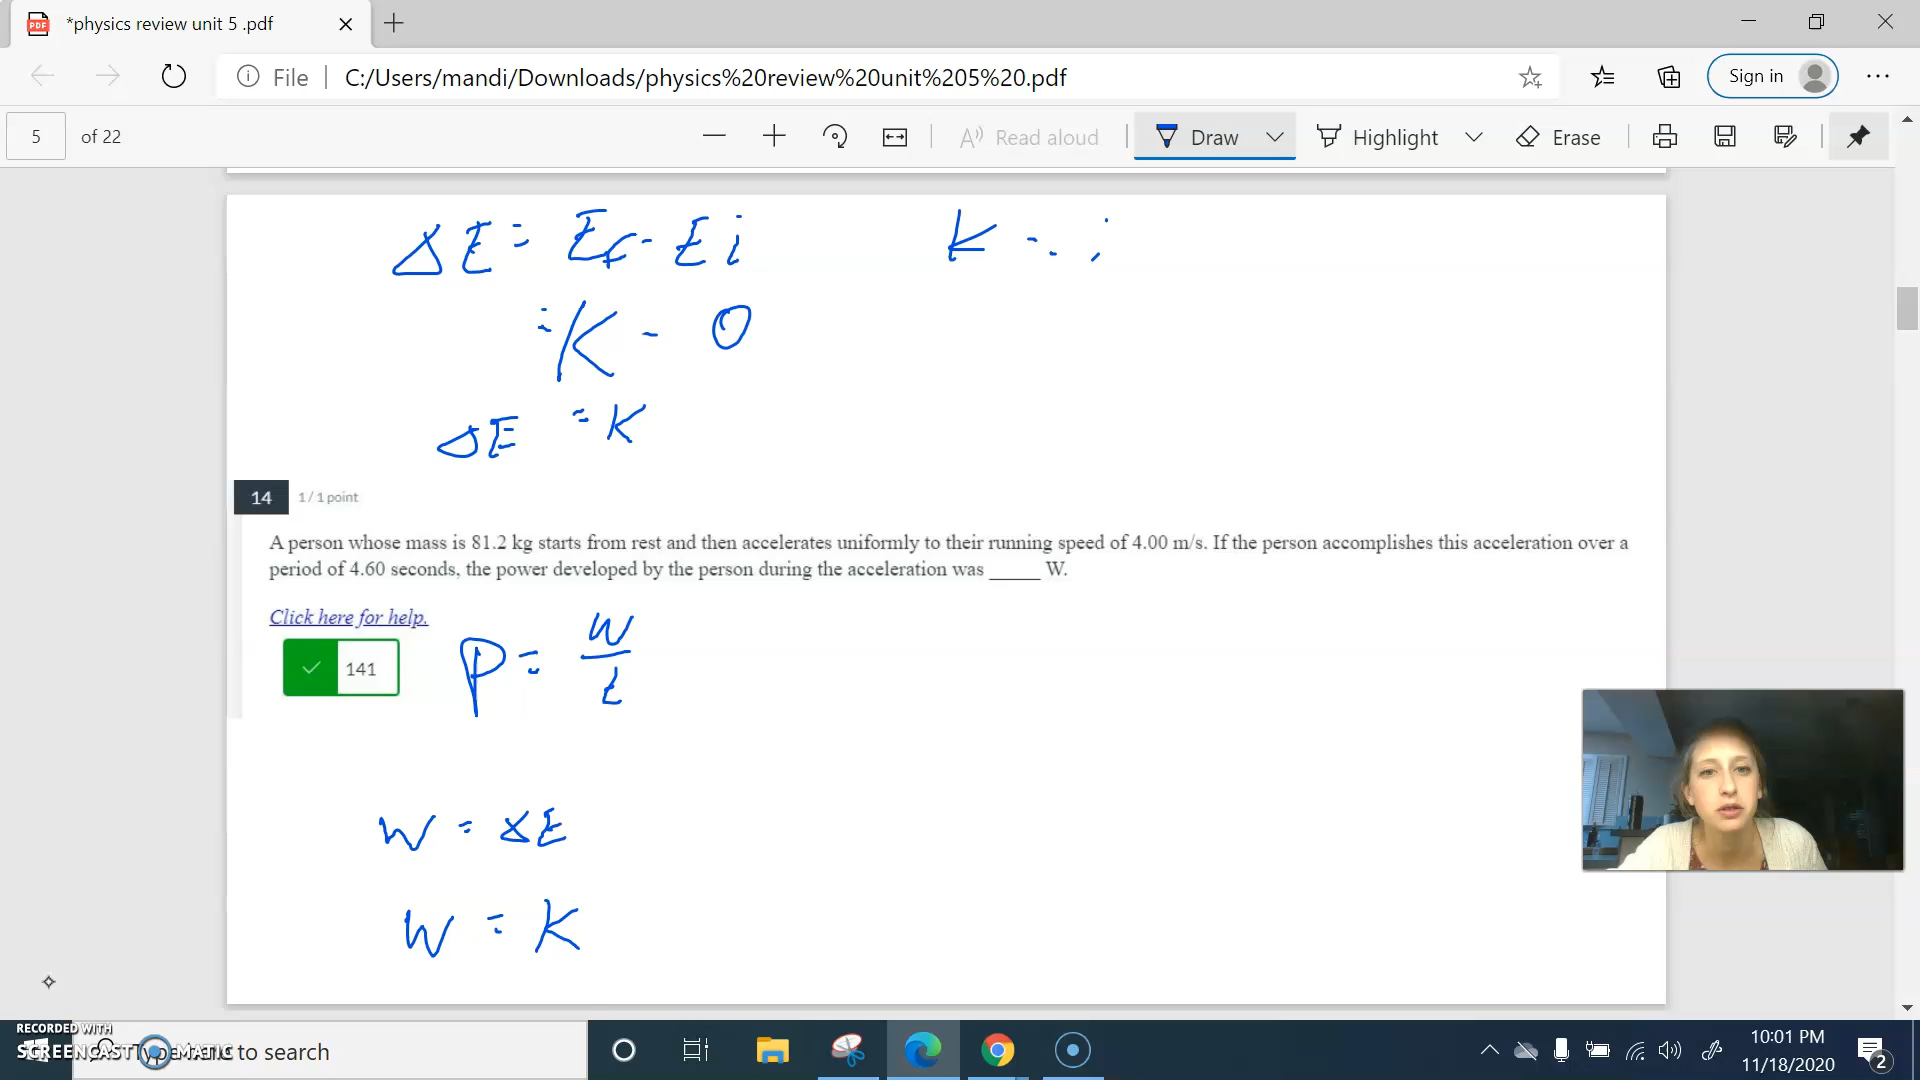 *physics review unit 5 .pdf
File | C:/Users/mandi/Downloads/physics%20review%20unit%205%20.pdf
Sign in
5 of 22
Read aloud
Draw
Highlight
Erase
ΔE = Ef - Ei
K = . i
= K - 0
ΔE = K
14
1 / 1 point
A person whose mass is 81.2 kg starts from rest and then accelerates uniformly to their running speed of 4.00 m/s. If the person accomplishes this acceleration over a
period of 4.60 seconds, the power developed by the person during the acceleration was _____ W.
Click here for help.
141
P = W
t
W = ΔE
W = K
RECORDED WITH
SCREENCAST MATIC
Type here to search
10:01 PM
11/18/2020
2